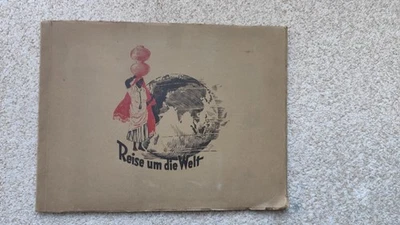 Reise um die Welt